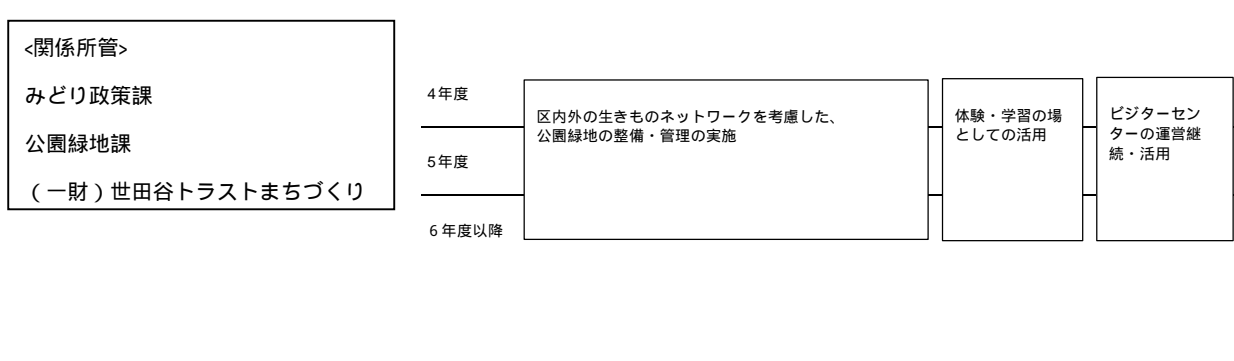 <関係所管>
みどり政策課
公園緑地課
（一財）世田谷トラストまちづくり
4年度
5年度
6年度以降
区内外の生きものネットワークを考慮した、
公園緑地の整備・管理の実施
体験・学習の場
としての活用
ビジターセン
ターの運営継
続・活用